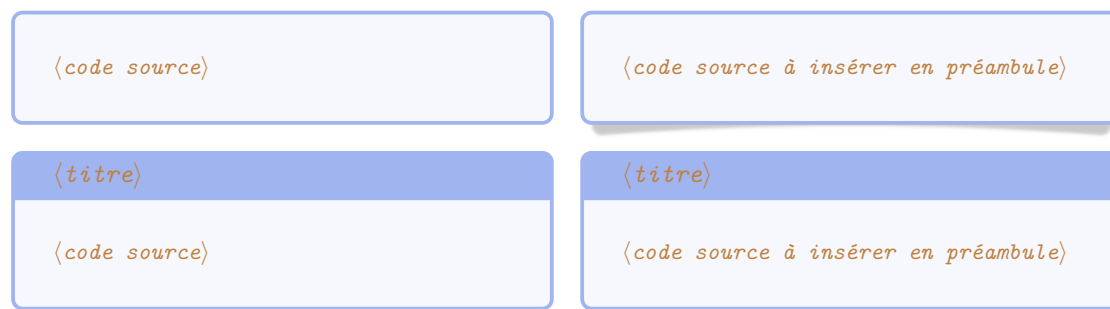 ⟨code source⟩
⟨code source à insérer en préambule⟩
⟨titre⟩
⟨titre⟩
⟨code source⟩
⟨code source à insérer en préambule⟩